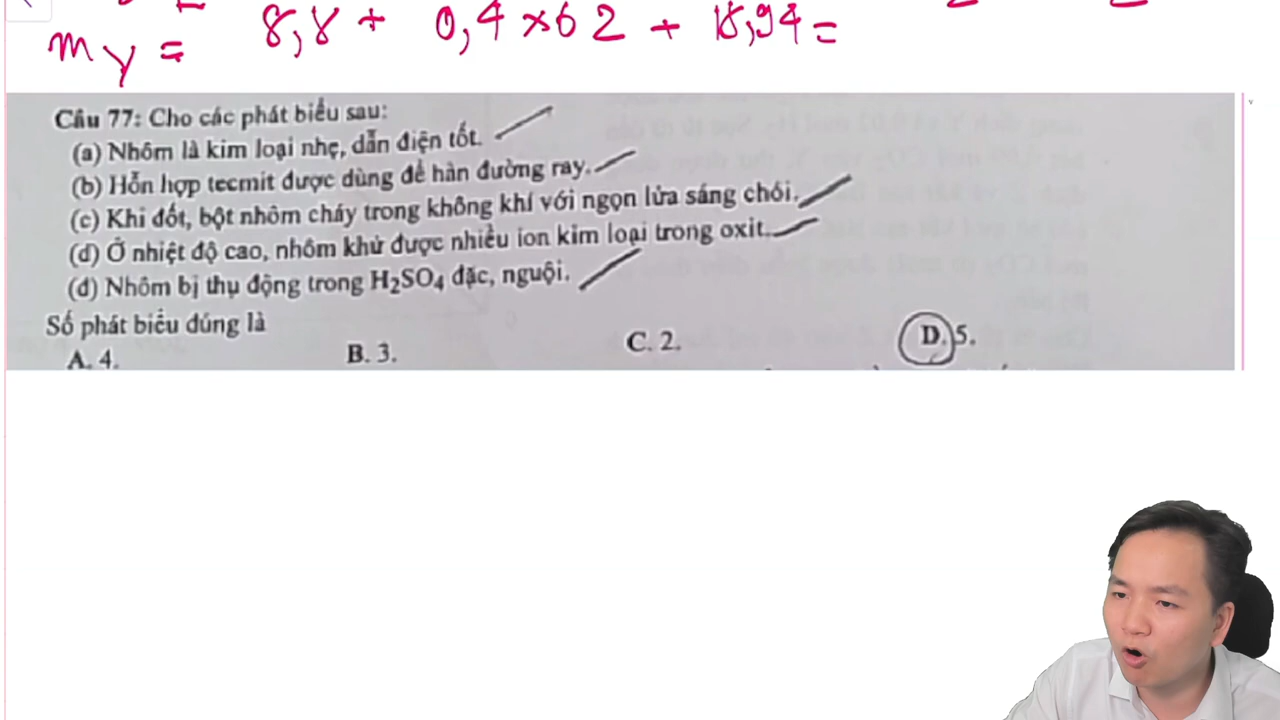 my = 8,8 + 0,4 x 62 + 18,94 =
Câu 77: Cho các phát biểu sau:
(a) Nhôm là kim loại nhẹ, dẫn điện tốt.
(b) Hỗn hợp tecmit được dùng để hàn đường ray.
(c) Khi đốt, bột nhôm cháy trong không khí với ngọn lửa sáng chói.
(d) Ở nhiệt độ cao, nhôm khử được nhiều ion kim loại trong oxit.
(đ) Nhôm bị thụ động trong H₂SO₄ đặc, nguội.
Số phát biểu đúng là
A. 4. B. 3. C. 2. D. 5.